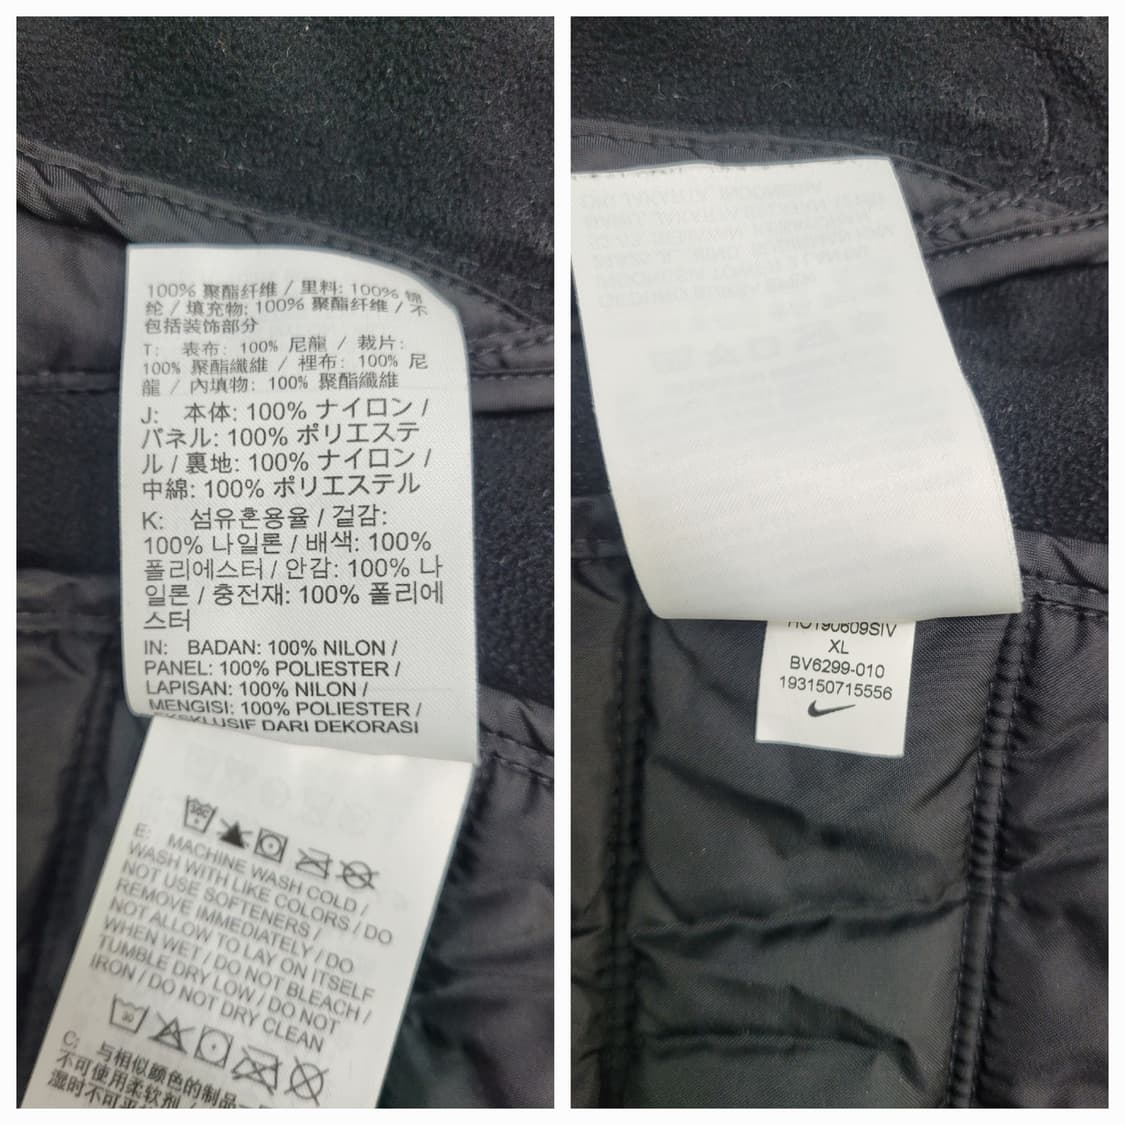 100% 聚酯纤维 / 里料: 100% 锦
纶 / 填充物: 100% 聚酯纤维 / 不
包括装饰部分
T: 表布: 100% 尼龍 / 裁片:
100% 聚酯纖維 / 裡布: 100% 尼
龍 / 內填物: 100% 聚酯纖維
J: 本体: 100% ナイロン /
パネル: 100% ポリエステ
ル / 裏地: 100% ナイロン /
中綿: 100% ポリエステル
K: 섬유혼용율 / 겉감:
100% 나일론 / 배색: 100%
폴리에스터 / 안감: 100% 나
일론 / 충전재: 100% 폴리에
스터
IN: BADAN: 100% NILON /
PANEL: 100% POLIESTER /
LAPISAN: 100% NILON /
MENGISI: 100% POLIESTER /
EKSKLUSIF DARI DEKORASI
E: MACHINE WASH COLD /
WASH WITH LIKE COLORS / DO
NOT USE SOFTENERS /
REMOVE IMMEDIATELY / DO
NOT ALLOW TO LAY ON ITSELF
WHEN WET / DO NOT BLEACH /
TUMBLE DRY LOW / DO NOT
IRON / DO NOT DRY CLEAN
30
C: 与相似颜色的制品一
不可使用柔软剂 /
湿时不可平
HO190609SIV
XL
BV6299-010
193150715556